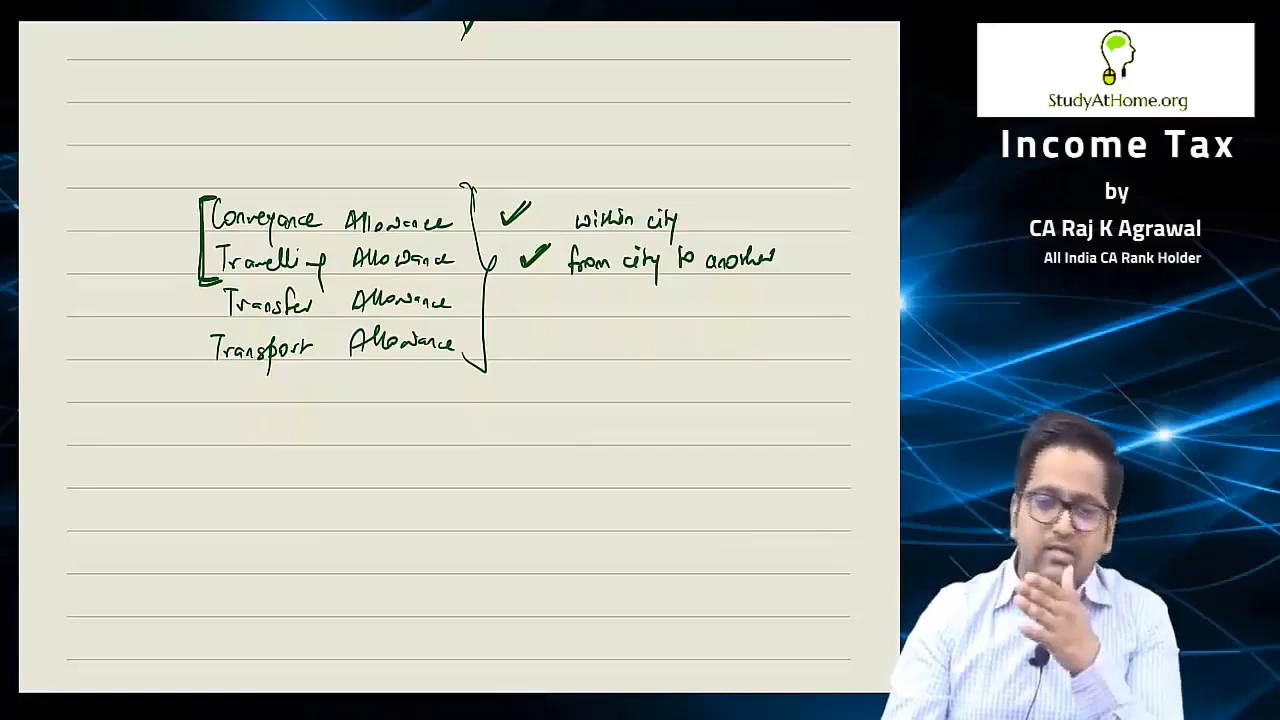 Conveyance Allowance ✓ within city
Travelling Allowance ✓ from city to another
Transfer Allowance
Transport Allowance
StudyAtHome.org
Income Tax
by
CA Raj K Agrawal
All India CA Rank Holder